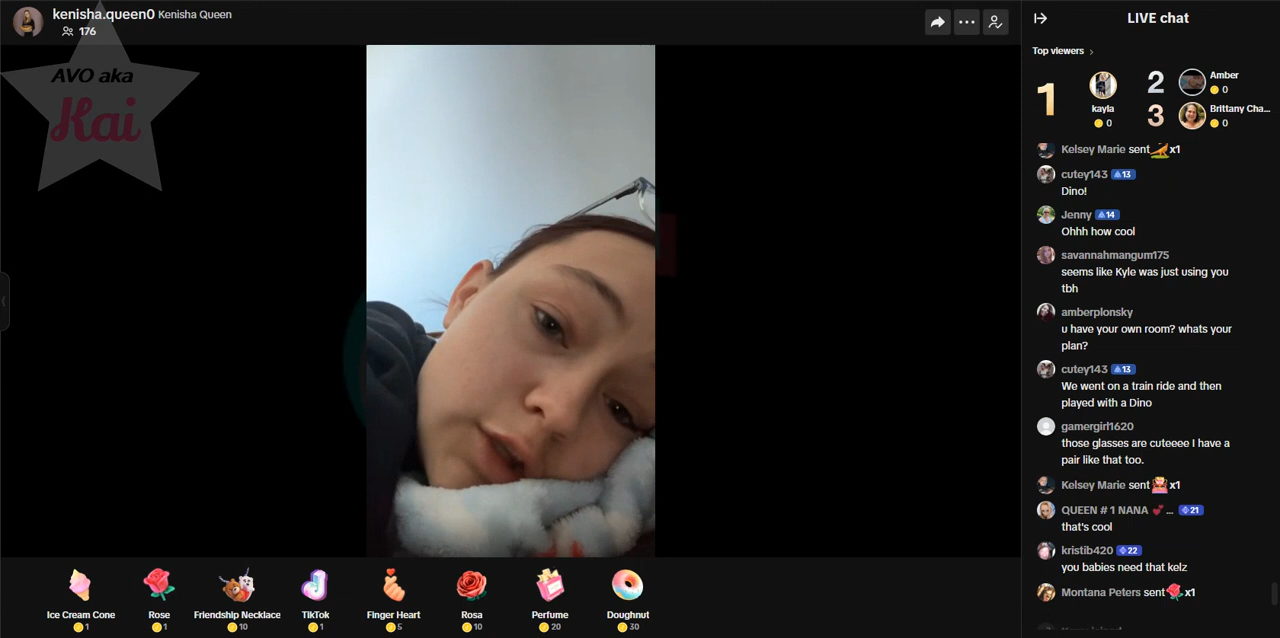 kenisha.queen0 Kenisha Queen
176
AVO aka
Kai
LIVE chat
Top viewers
1
kayla
0
2
Amber
0
3
Brittany Cha...
0
Kelsey Marie sent x1
cutey143 13
Dino!
Jenny 14
Ohhh how cool
savannahmangum175
seems like Kyle was just using you
tbh
amberplonsky
u have your own room? whats your
plan?
cutey143 13
We went on a train ride and then
played with a Dino
gamergirl1620
those glasses are cuteeee I have a
pair like that too.
Kelsey Marie sent x1
QUEEN # 1 NANA 💕 ... 21
that's cool
kristib420 22
you babies need that kelz
Montana Peters sent x1
Ice Cream Cone
1
Rose
1
Friendship Necklace
10
TikTok
1
Finger Heart
5
Rosa
10
Perfume
20
Doughnut
30